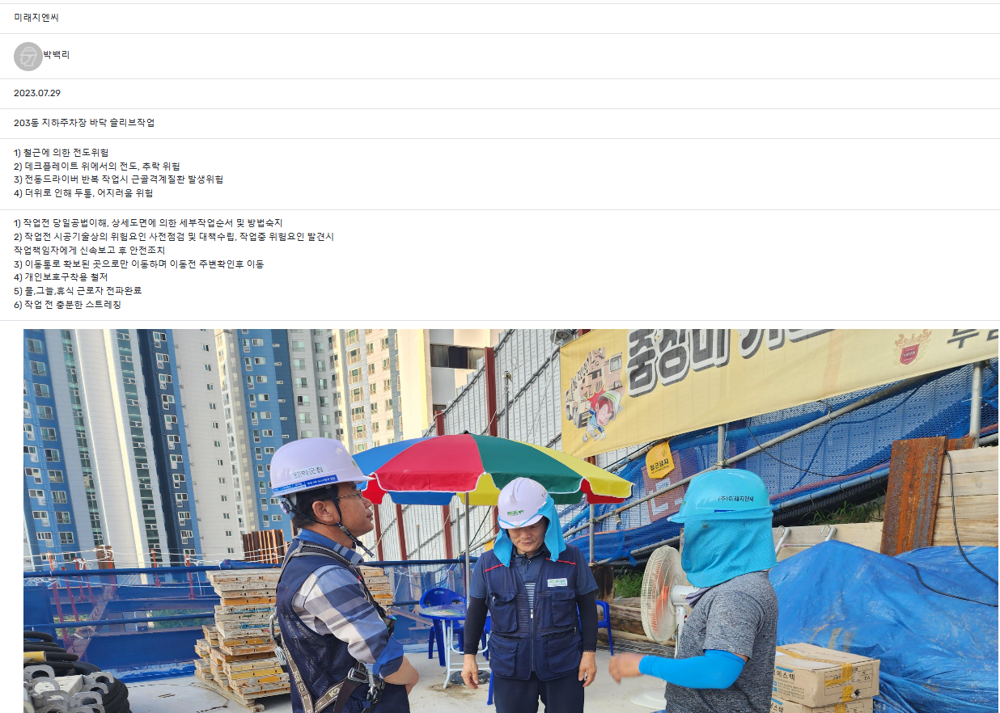 미래지엔씨
박백리
2023.07.29
203동 지하주차장 바닥 슬리브작업
1) 철근에 의한 전도위험
2) 데크플레이트 위에서의 전도, 추락 위험
3) 전동드라이버 반복 작업시 근골격계질환 발생위험
4) 더위로 인해 두통, 어지러움 위험
1) 작업전 당일공법이해, 상세도면에 의한 세부작업순서 및 방법숙지
2) 작업전 시공기술상의 위험요인 사전점검 및 대책수립, 작업중 위험요인 발견시
작업책임자에게 신속보고 후 안전조치
3) 이동통로 확보된 곳으로만 이동하며 이동전 주변확인후 이동
4) 개인보호구착용 철저
5) 물,그늘,휴식 근로자 전파완료
6) 작업 전 충분한 스트레칭
접근금지
(주)미래지엔씨